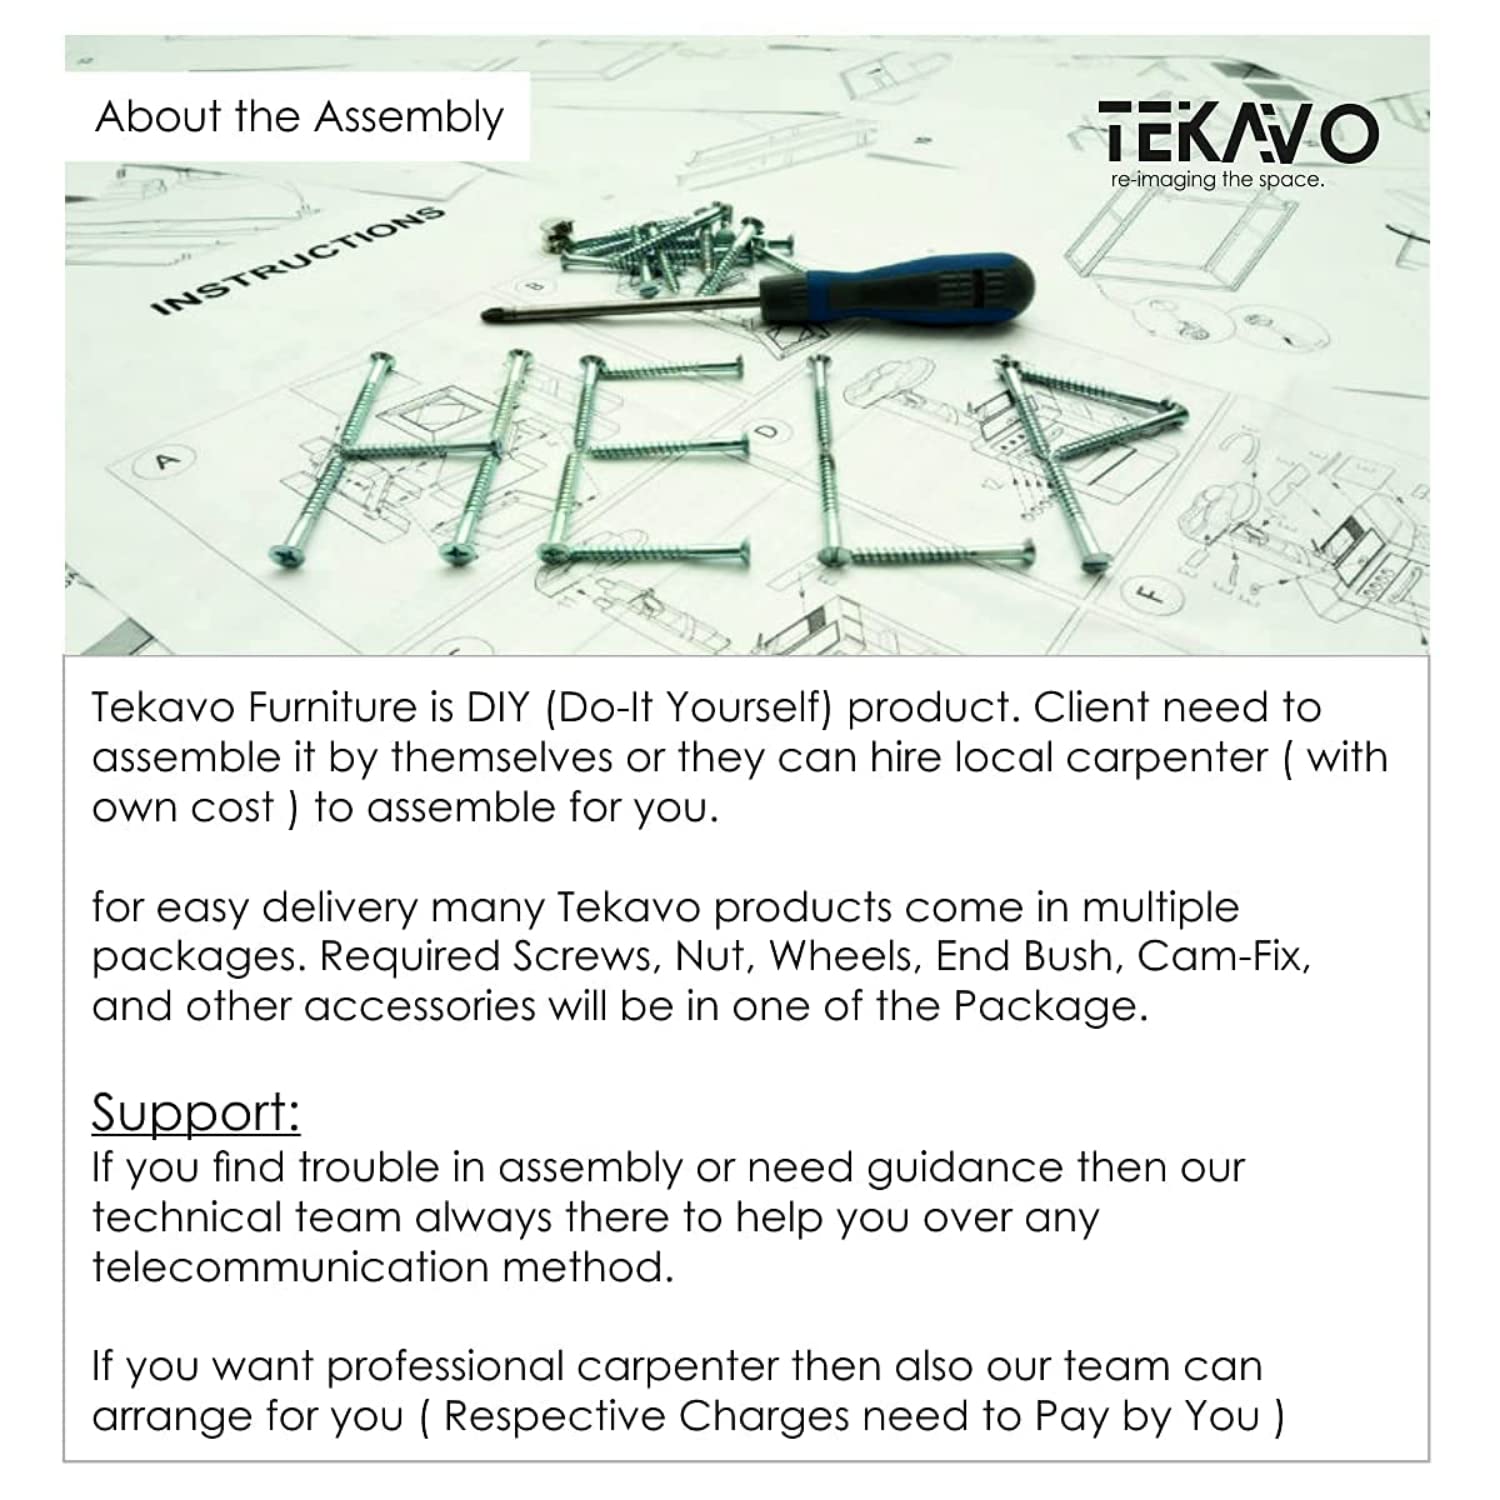 About the Assembly
TEKAVO
re-imaging the space.
INSTRUCTIONS
B
HELP
D
A
F
Tekavo Furniture is DIY (Do-It Yourself) product. Client need to
assemble it by themselves or they can hire local carpenter ( with
own cost ) to assemble for you.
for easy delivery many Tekavo products come in multiple
packages. Required Screws, Nut, Wheels, End Bush, Cam-Fix,
and other accessories will be in one of the Package.
Support:
If you find trouble in assembly or need guidance then our
technical team always there to help you over any
telecommunication method.
If you want professional carpenter then also our team can
arrange for you ( Respective Charges need to Pay by You )